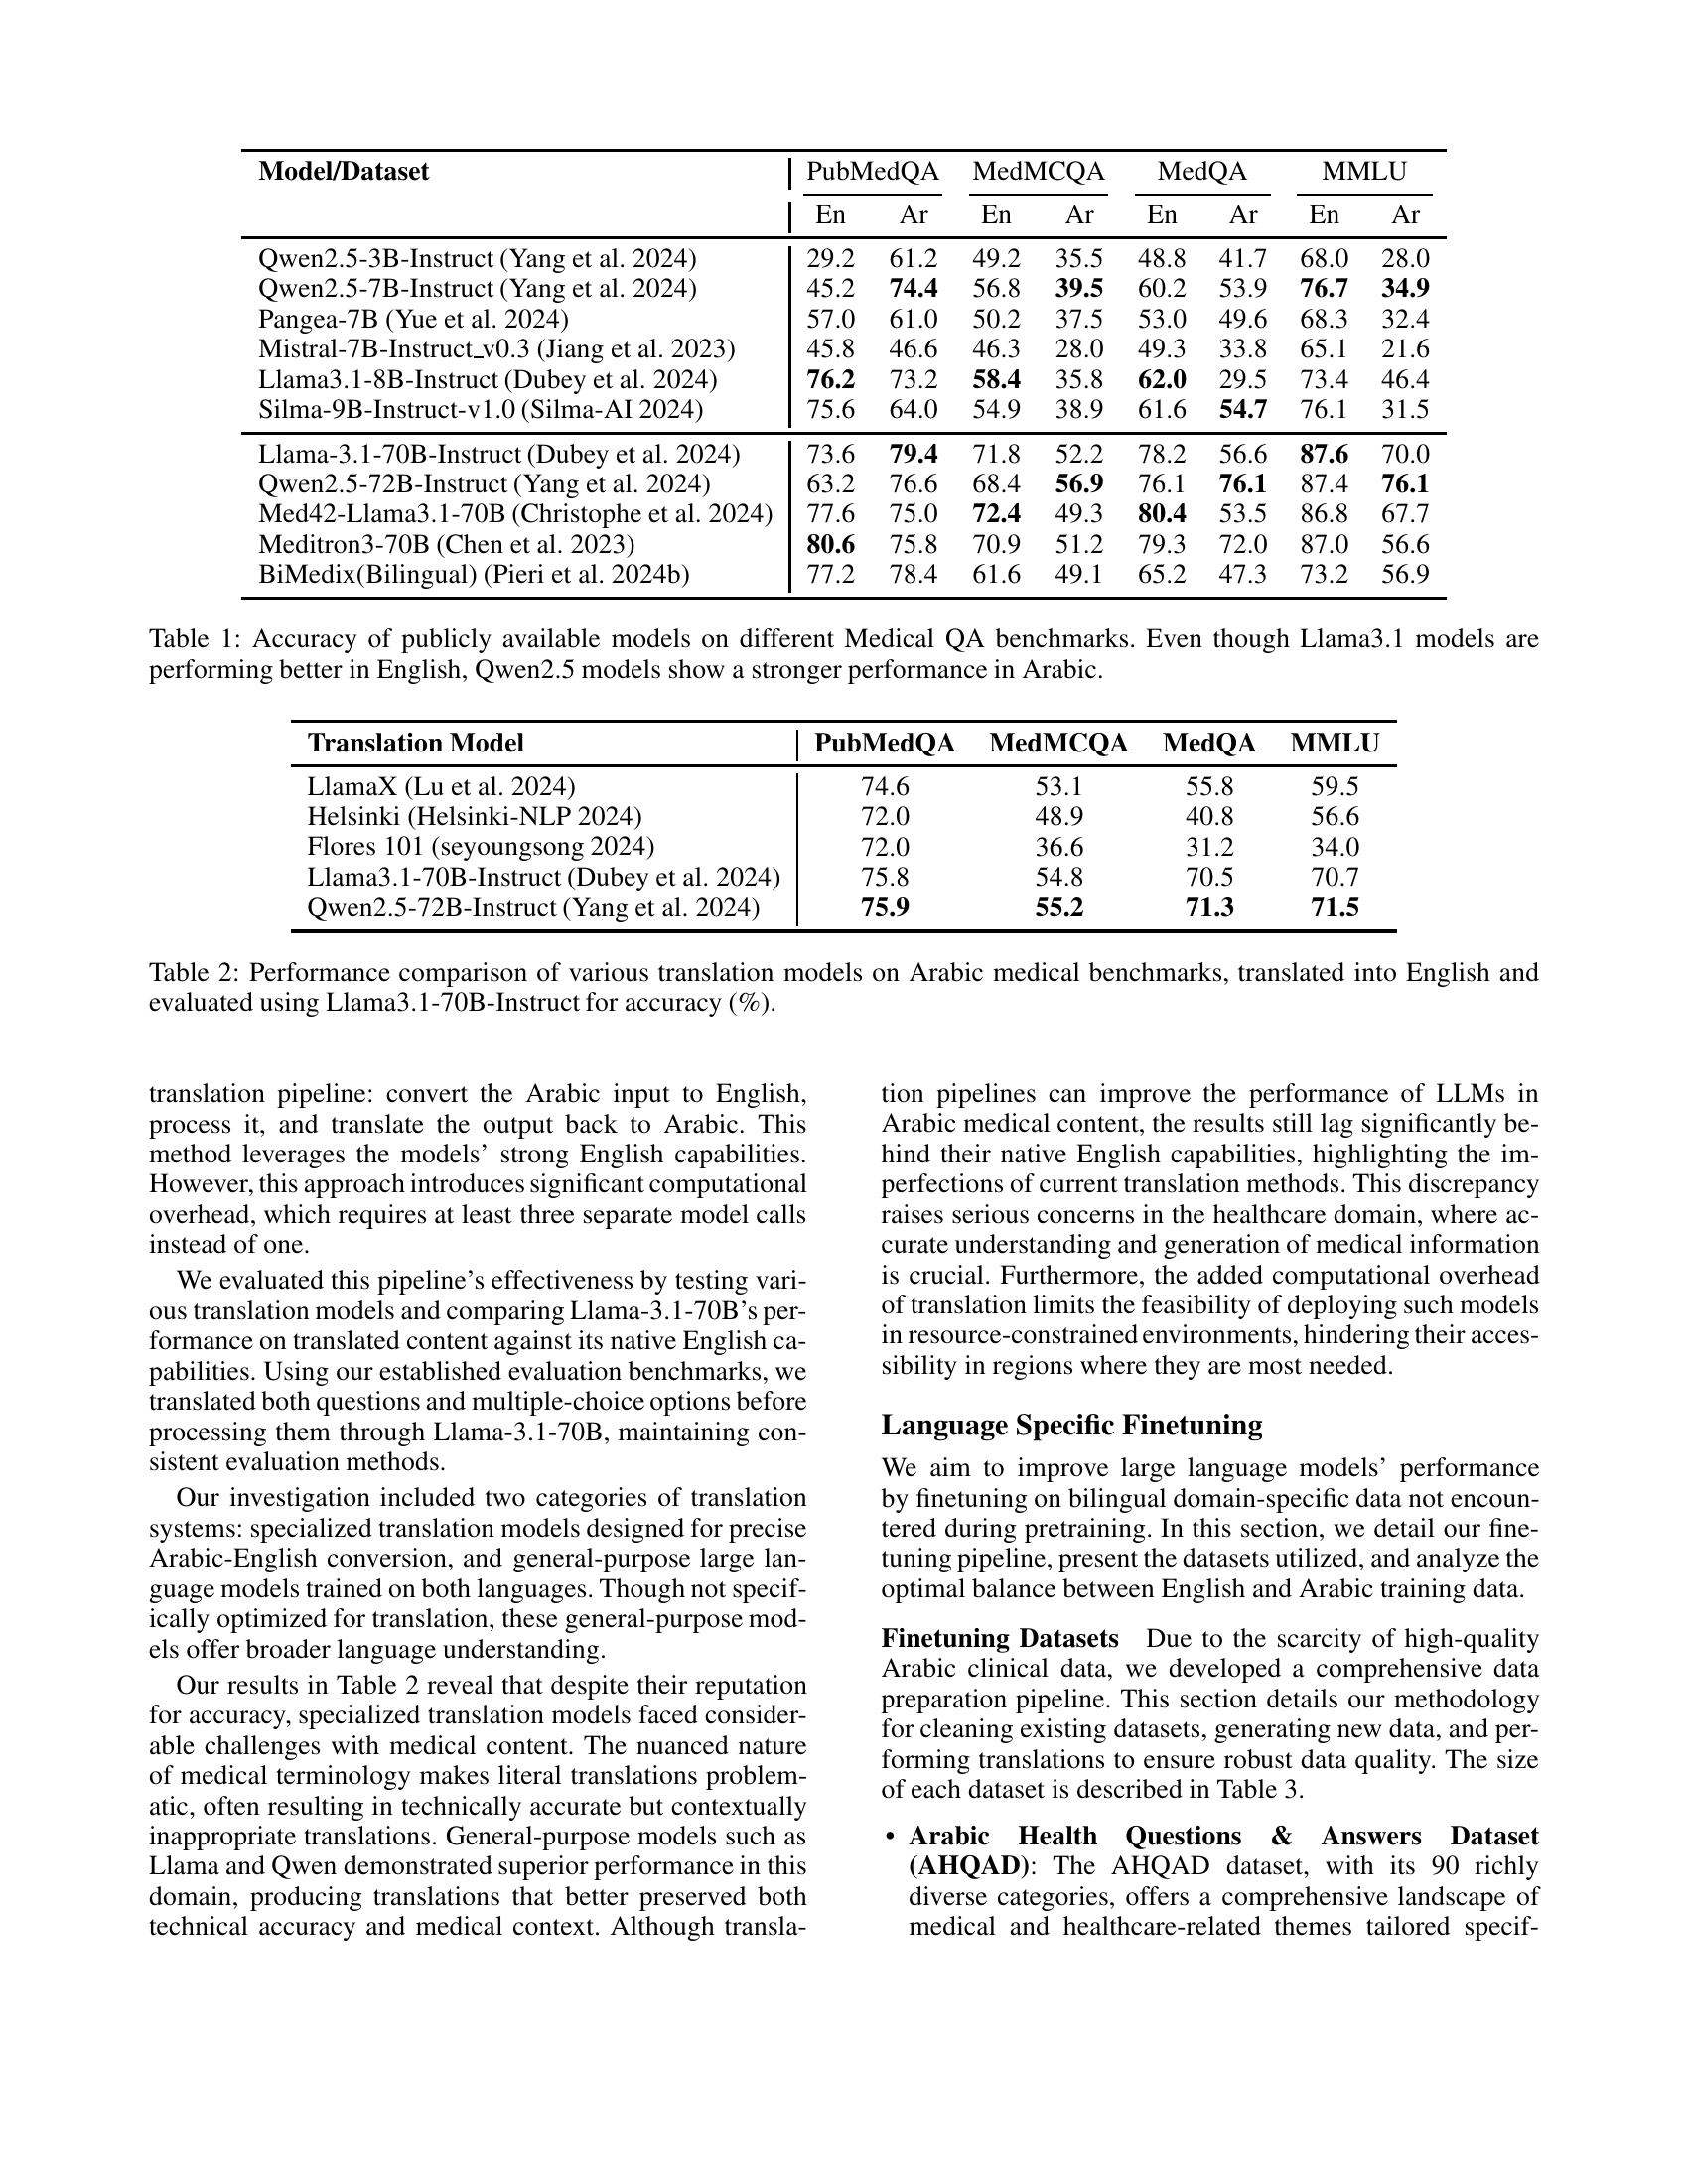 Model/Dataset PubMedQA MedMCQA MedQA MMLU
En Ar En Ar En Ar En Ar
Qwen2.5-3B-Instruct (Yang et al. 2024) 29.2 61.2 49.2 35.5 48.8 41.7 68.0 28.0
Qwen2.5-7B-Instruct (Yang et al. 2024) 45.2 74.4 56.8 39.5 60.2 53.9 76.7 34.9
Pangea-7B (Yue et al. 2024) 57.0 61.0 50.2 37.5 53.0 49.6 68.3 32.4
Mistral-7B-Instruct_v0.3 (Jiang et al. 2023) 45.8 46.6 46.3 28.0 49.3 33.8 65.1 21.6
Llama3.1-8B-Instruct (Dubey et al. 2024) 76.2 73.2 58.4 35.8 62.0 29.5 73.4 46.4
Silma-9B-Instruct-v1.0 (Silma-AI 2024) 75.6 64.0 54.9 38.9 61.6 54.7 76.1 31.5
Llama-3.1-70B-Instruct (Dubey et al. 2024) 73.6 79.4 71.8 52.2 78.2 56.6 87.6 70.0
Qwen2.5-72B-Instruct (Yang et al. 2024) 63.2 76.6 68.4 56.9 76.1 76.1 87.4 76.1
Med42-Llama3.1-70B (Christophe et al. 2024) 77.6 75.0 72.4 49.3 80.4 53.5 86.8 67.7
Meditron3-70B (Chen et al. 2023) 80.6 75.8 70.9 51.2 79.3 72.0 87.0 56.6
BiMedix(Bilingual) (Pieri et al. 2024b) 77.2 78.4 61.6 49.1 65.2 47.3 73.2 56.9
Table 1: Accuracy of publicly available models on different Medical QA benchmarks. Even though Llama3.1 models are
performing better in English, Qwen2.5 models show a stronger performance in Arabic.
Translation Model PubMedQA MedMCQA MedQA MMLU
LlamaX (Lu et al. 2024) 74.6 53.1 55.8 59.5
Helsinki (Helsinki-NLP 2024) 72.0 48.9 40.8 56.6
Flores 101 (seyoungsong 2024) 72.0 36.6 31.2 34.0
Llama3.1-70B-Instruct (Dubey et al. 2024) 75.8 54.8 70.5 70.7
Qwen2.5-72B-Instruct (Yang et al. 2024) 75.9 55.2 71.3 71.5
Table 2: Performance comparison of various translation models on Arabic medical benchmarks, translated into English and
evaluated using Llama3.1-70B-Instruct for accuracy (%).
translation pipeline: convert the Arabic input to English,
process it, and translate the output back to Arabic. This
method leverages the models' strong English capabilities.
However, this approach introduces significant computational
overhead, which requires at least three separate model calls
instead of one.
We evaluated this pipeline's effectiveness by testing vari-
ous translation models and comparing Llama-3.1-70B's per-
formance on translated content against its native English ca-
pabilities. Using our established evaluation benchmarks, we
translated both questions and multiple-choice options before
processing them through Llama-3.1-70B, maintaining con-
sistent evaluation methods.
Our investigation included two categories of translation
systems: specialized translation models designed for precise
Arabic-English conversion, and general-purpose large lan-
guage models trained on both languages. Though not specif-
ically optimized for translation, these general-purpose mod-
els offer broader language understanding.
Our results in Table 2 reveal that despite their reputation
for accuracy, specialized translation models faced consider-
able challenges with medical content. The nuanced nature
of medical terminology makes literal translations problem-
atic, often resulting in technically accurate but contextually
inappropriate translations. General-purpose models such as
Llama and Qwen demonstrated superior performance in this
domain, producing translations that better preserved both
technical accuracy and medical context. Although transla-
tion pipelines can improve the performance of LLMs in
Arabic medical content, the results still lag significantly be-
hind their native English capabilities, highlighting the im-
perfections of current translation methods. This discrepancy
raises serious concerns in the healthcare domain, where ac-
curate understanding and generation of medical information
is crucial. Furthermore, the added computational overhead
of translation limits the feasibility of deploying such models
in resource-constrained environments, hindering their acces-
sibility in regions where they are most needed.
Language Specific Finetuning
We aim to improve large language models' performance
by finetuning on bilingual domain-specific data not encoun-
tered during pretraining. In this section, we detail our fine-
tuning pipeline, present the datasets utilized, and analyze the
optimal balance between English and Arabic training data.
Finetuning Datasets Due to the scarcity of high-quality
Arabic clinical data, we developed a comprehensive data
preparation pipeline. This section details our methodology
for cleaning existing datasets, generating new data, and per-
forming translations to ensure robust data quality. The size
of each dataset is described in Table 3.
• Arabic Health Questions & Answers Dataset
(AHQAD): The AHQAD dataset, with its 90 richly
diverse categories, offers a comprehensive landscape of
medical and healthcare-related themes tailored specif-